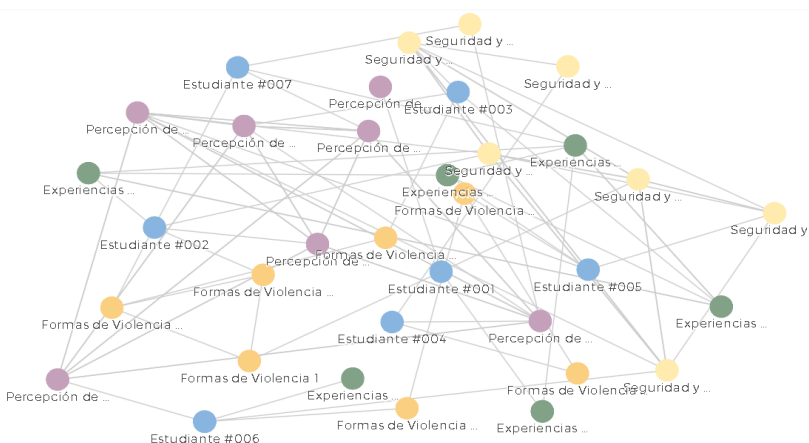 Seguridad y ...
Seguridad y ...
Estudiante #007
Seguridad y ...
Percepción de ...
Estudiante #003
Percepción de ...
Percepción de ...
Percepción de ...
Experiencias ...
Seguridad y ...
Experiencias ...
Experiencias ...
Seguridad y ...
Formas de Violencia ...
Seguridad y
Estudiante #002
Formas de Violencia ...
Percepción de ...
Estudiante #001
Estudiante #005
Formas de Violencia ...
Formas de Violencia ...
Experiencias ...
Estudiante #004
Percepción de ...
Formas de Violencia 1
Seguridad y ...
Formas de Violencia ...
Percepción de ...
Experiencias ...
Formas de Violencia ...
Experiencias ...
Estudiante #006